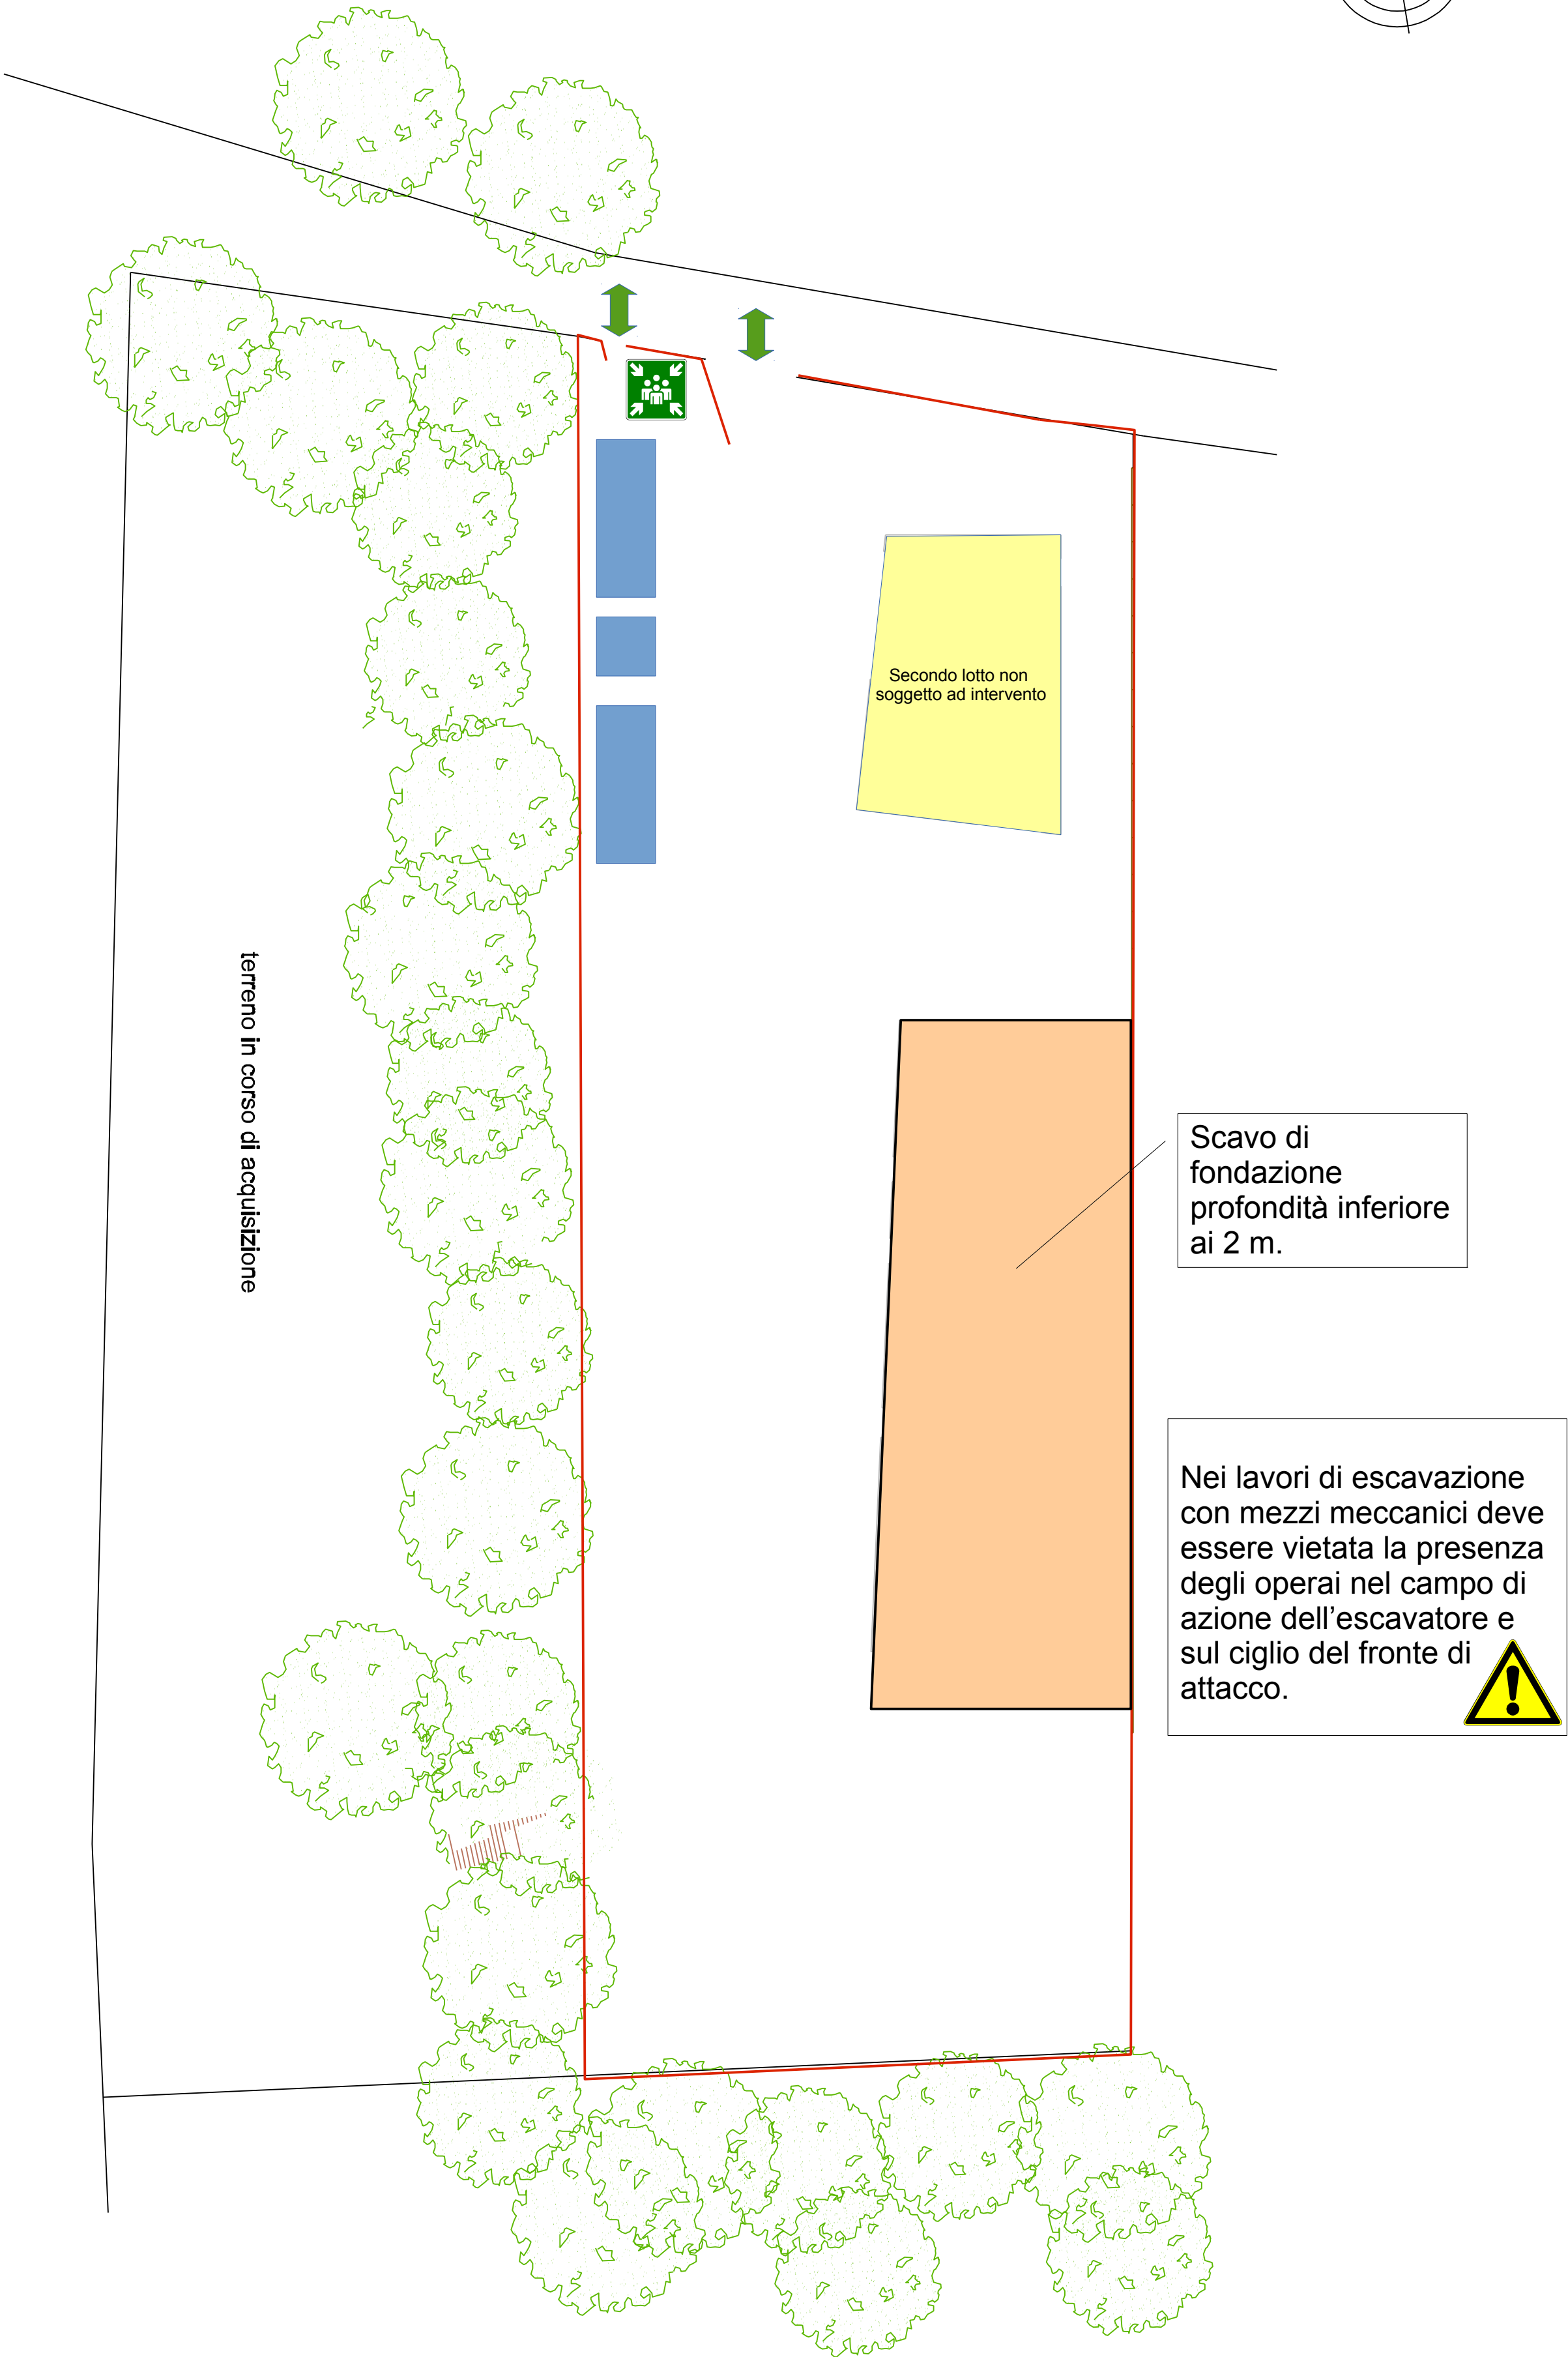 Secondo lotto non
soggetto ad intervento
terreno in corso di acquisizione
Scavo di
fondazione
profondità inferiore
ai 2 m.
Nei lavori di escavazione
con mezzi meccanici deve
essere vietata la presenza
degli operai nel campo di
azione dell’escavatore e
sul ciglio del fronte di
attacco.